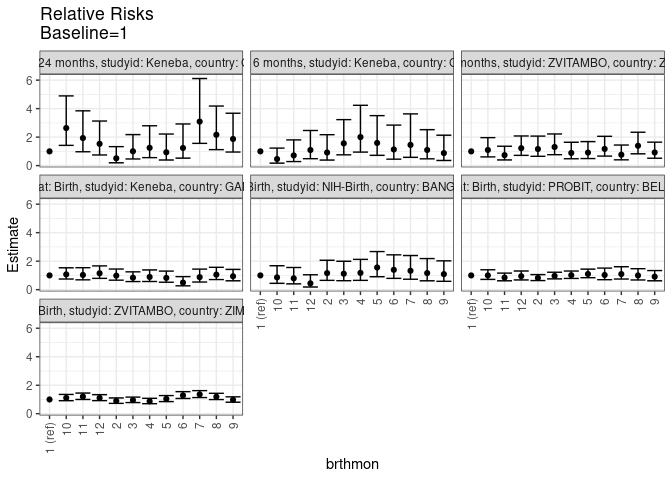 Relative Risks
Baseline=1
24 months, studyid: Keneba, country: G
6 months, studyid: Keneba, country: G
months, studyid: ZVITAMBO, country: Z
6
4
2
0
at: Birth, studyid: Keneba, country: GAI
Birth, studyid: NIH-Birth, country: BANG
t: Birth, studyid: PROBIT, country: BEL
6
4
2
0
Estimate
Birth, studyid: ZVITAMBO, country: ZIM
6
4
2
0
1 (ref) 10 11 12 2 3 4 5 6 7 8 9
1 (ref) 10 11 12 2 3 4 5 6 7 8 9
1 (ref) 10 11 12 2 3 4 5 6 7 8 9
brthmon